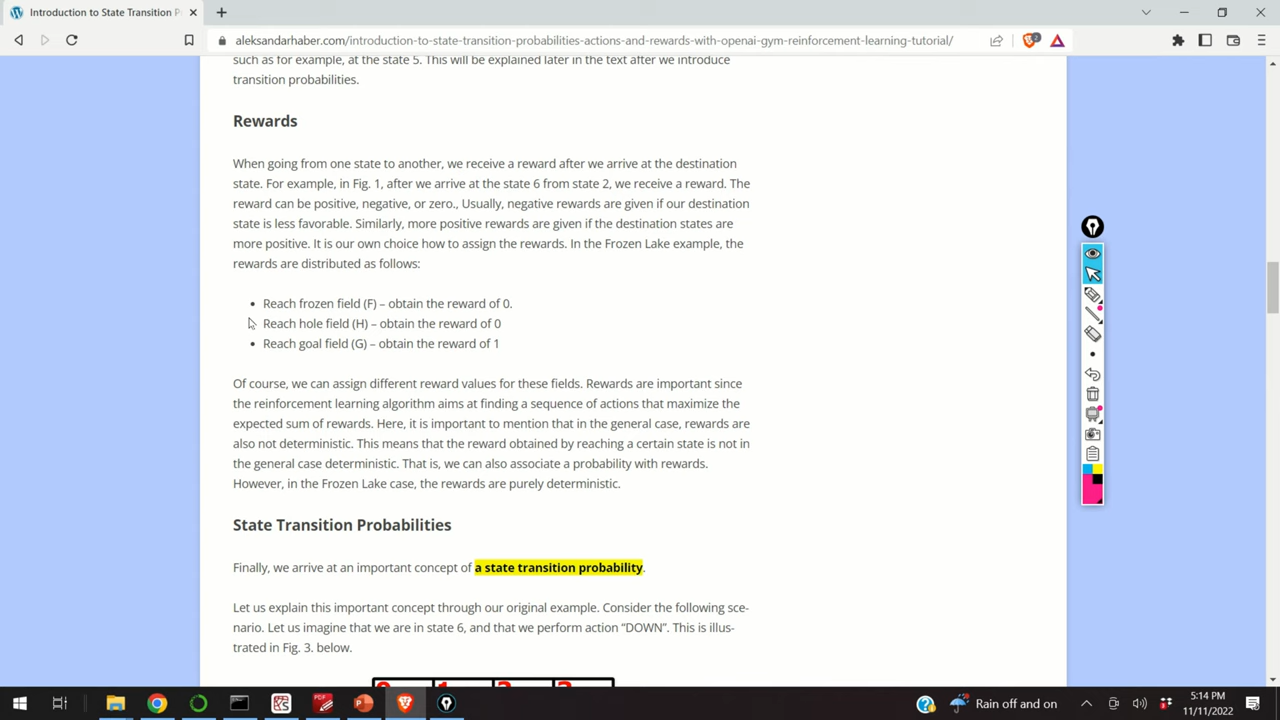 Introduction to State Transition P
aleksandarhaber.com/introduction-to-state-transition-probabilities-actions-and-rewards-with-openai-gym-reinforcement-learning-tutorial/
2
such as for example, at the state 5. This will be explained later in the text after we introduce
transition probabilities.
Rewards
When going from one state to another, we receive a reward after we arrive at the destination
state. For example, in Fig. 1, after we arrive at the state 6 from state 2, we receive a reward. The
reward can be positive, negative, or zero., Usually, negative rewards are given if our destination
state is less favorable. Similarly, more positive rewards are given if the destination states are
more positive. It is our own choice how to assign the rewards. In the Frozen Lake example, the
rewards are distributed as follows:
• Reach frozen field (F) – obtain the reward of 0.
• Reach hole field (H) – obtain the reward of 0
• Reach goal field (G) – obtain the reward of 1
Of course, we can assign different reward values for these fields. Rewards are important since
the reinforcement learning algorithm aims at finding a sequence of actions that maximize the
expected sum of rewards. Here, it is important to mention that in the general case, rewards are
also not deterministic. This means that the reward obtained by reaching a certain state is not in
the general case deterministic. That is, we can also associate a probability with rewards.
However, in the Frozen Lake case, the rewards are purely deterministic.
State Transition Probabilities
Finally, we arrive at an important concept of a state transition probability.
Let us explain this important concept through our original example. Consider the following sce-
nario. Let us imagine that we are in state 6, and that we perform action “DOWN”. This is illus-
trated in Fig. 3. below.
Rain off and on
5:14 PM
11/11/2022